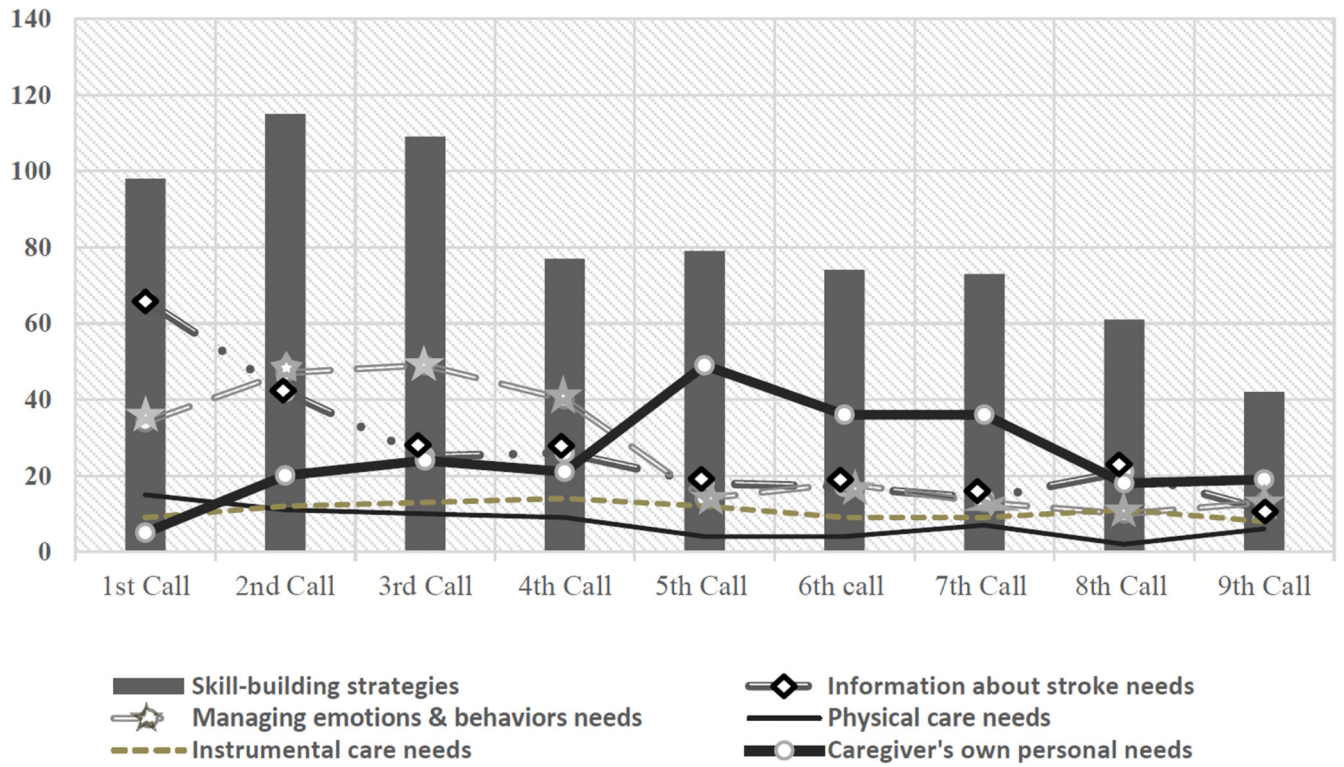 140
120
100
80
60
40
20
0
1st Call 2nd Call 3rd Call 4th Call 5th Call 6th call 7th Call 8th Call 9th Call
Skill-building strategies Information about stroke needs
Managing emotions & behaviors needs Physical care needs
Instrumental care needs Caregiver's own personal needs